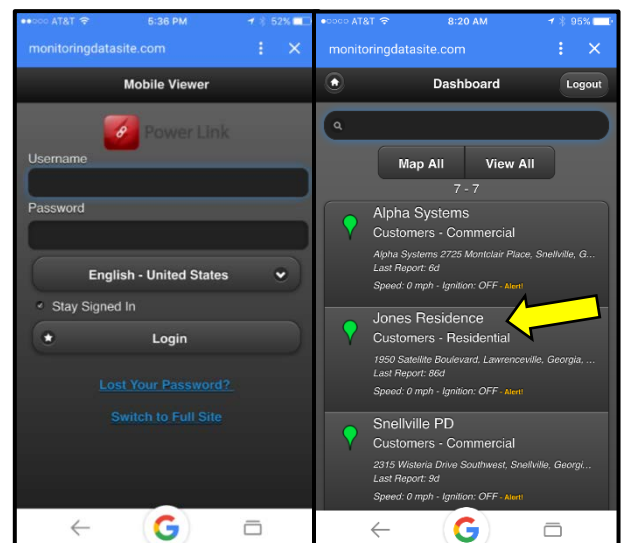 AT&T 5:36 PM 52%
monitoringdatasite.com
Mobile Viewer
Power Link
Username
Password
English - United States
Stay Signed In
Login
Lost Your Password?
Switch to Full Site
G
AT&T 8:20 AM 95%
monitoringdatasite.com
Dashboard Logout
Map All View All
7 - 7
Alpha Systems
Customers - Commercial
Alpha Systems 2725 Montclair Place, Snellville, G...
Last Report: 6d
Speed: 0 mph - Ignition: OFF - Alert!
Jones Residence
Customers - Residential
1950 Satellite Boulevard, Lawrenceville, Georgia, ...
Last Report: 86d
Speed: 0 mph - Ignition: OFF - Alert!
Snellville PD
Customers - Commercial
2315 Wisteria Drive Southwest, Snellville, Georgi...
Last Report: 9d
Speed: 0 mph - Ignition: OFF - Alert!
G